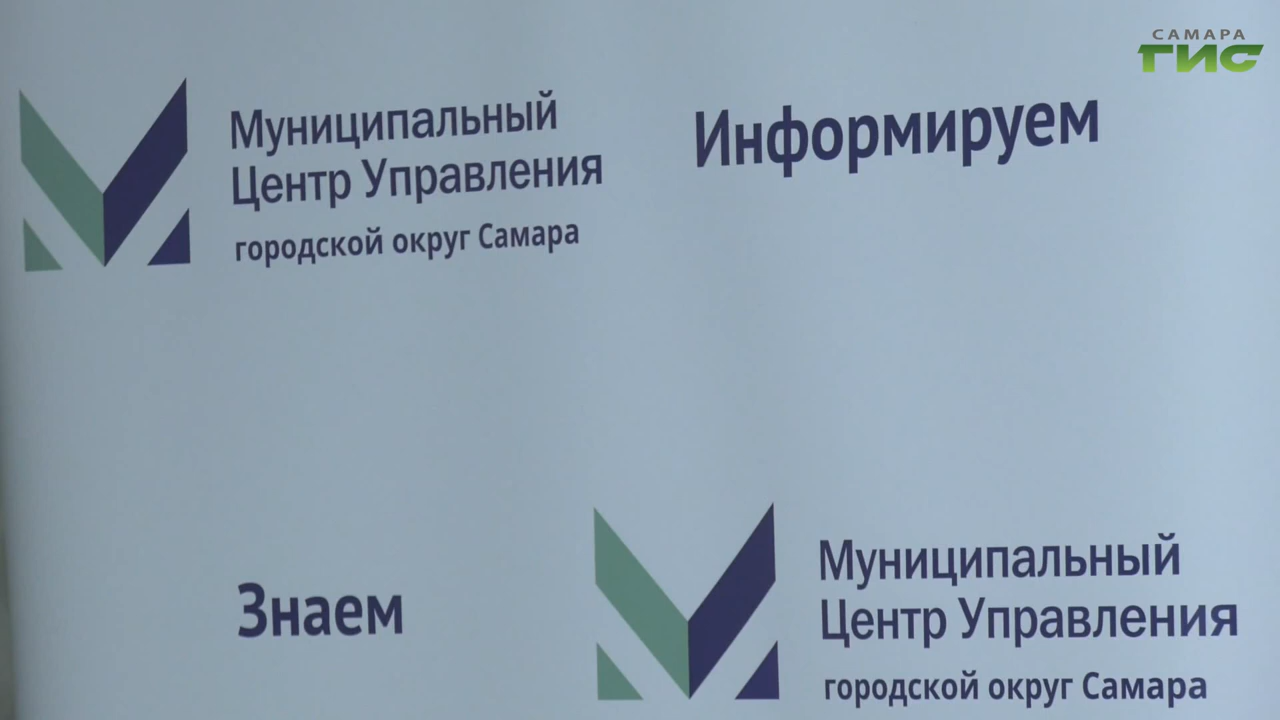 САМАРА
ГИС
Муниципальный
Центр Управления
городской округ Самара
Информируем
Знаем
Муниципальный
Центр Управления
городской округ Самара